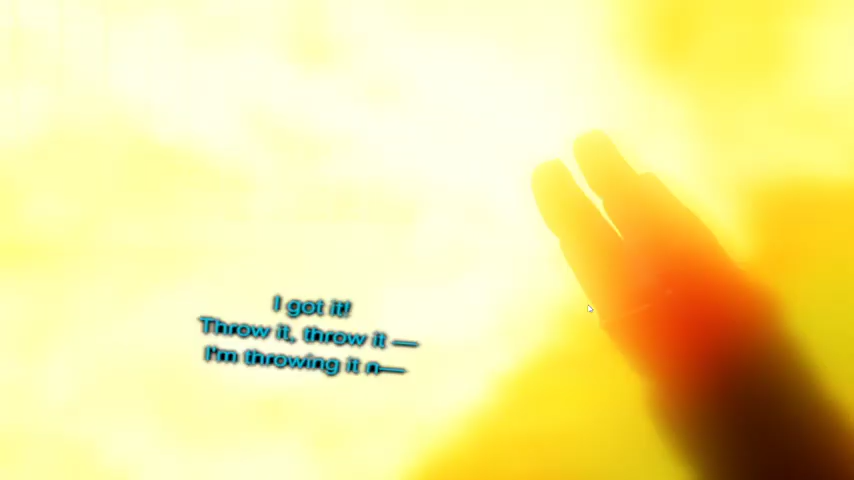 I got it!
Throw it, throw it —
I'm throwing it n—